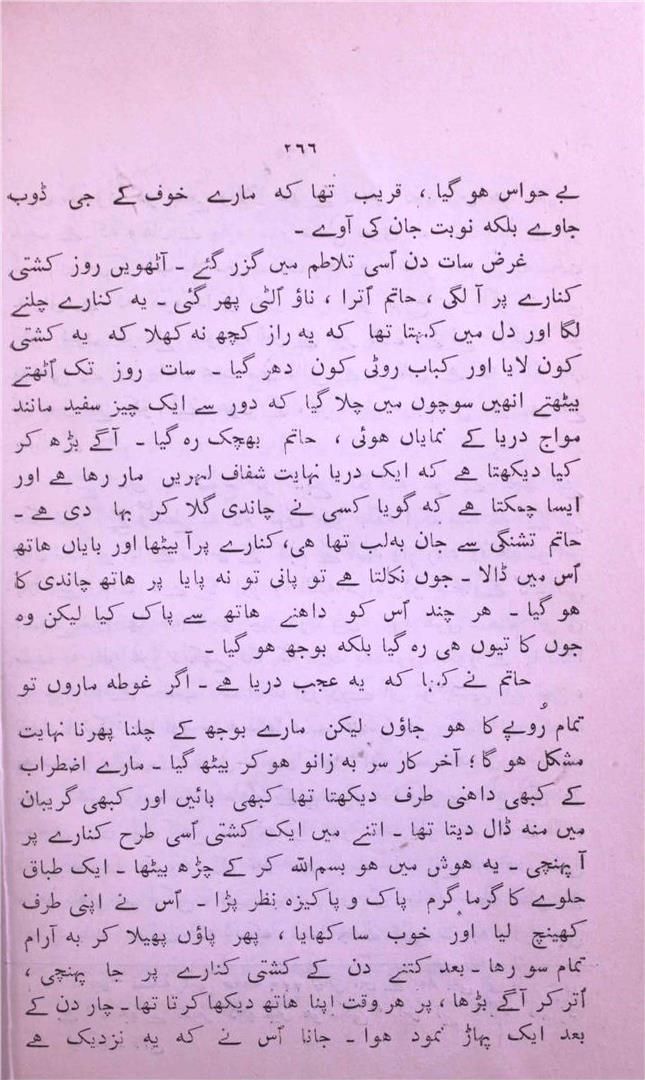 ۲٦٦
بے حواس ہو گیا ، قریب تھا کہ مارے خوف کے جی ڈوب
جاوے بلکہ نوبت جان کی آوے ۔
غرض سات دن اُسی تلاطم میں گزر گئے ۔ آٹھویں روز کشتی
کنارے پر آ لگی ، حاتم اُترا ، ناؤ اُلٹی پھر گئی ۔ یہ کنارے چلنے
لگا اور دل میں کہتا تھا کہ یہ راز کچھ نہ کھلا کہ یہ کشتی
کون لایا اور کباب روٹی کون دھر گیا ۔ سات روز تک اُٹھتے
بیٹھتے انھیں سوچوں میں چلا گیا کہ دور سے ایک چیز سفید مانند
مواج دریا کے نمایاں ہوئی ، حاتم بھچک رہ گیا ۔ آگے بڑھ کر
کیا دیکھتا ہے کہ ایک دریا نہایت شفاف لہریں مار رہا ہے اور
ایسا چمکتا ہے کہ گویا کسی نے چاندی گلا کر بہا دی ہے ۔
حاتم تشنگی سے جان بہ لب تھا ہی، کنارے پر آ بیٹھا اور بایاں ہاتھ
اُس میں ڈالا ۔ جوں نکالتا ہے تو پانی تو نہ پایا پر ہاتھ چاندی کا
ہو گیا ۔ ہر چند اُس کو داہنے ہاتھ سے پاک کیا لیکن وہ
جوں کا تیوں ہی رہ گیا بلکہ بوجھ ہو گیا ۔
حاتم نے کہا کہ یہ عجب دریا ہے ۔ اگر غوطہ ماروں تو
تمام رُوپے کا ہو جاؤں لیکن مارے بوجھ کے چلنا پھرنا نہایت
مشکل ہو گا ؛ آخر کار سر بہ زانو ہو کر بیٹھ گیا ۔ مارے اضطراب
کے کبھی داہنی طرف دیکھتا تھا کبھی بائیں اور کبھی گریبان
میں منہ ڈال دیتا تھا ۔ اتنے میں ایک کشتی اُسی طرح کنارے پر
آ پہنچی ۔ یہ ہوش میں ہو بسم اللہ کر کے چڑھ بیٹھا ۔ ایک طباق
حلوے کا گرما گرم پاک و پاکیزہ نظر پڑا ۔ اُس نے اپنی طرف
کھینچ لیا اور خوب سا کھایا ، پھر پاؤں پھیلا کر بہ آرام
تمام سو رہا ۔ بعد کتنے دن کے کشتی کنارے پر جا پہنچی ،
اُتر کر آگے بڑھا ، پر ہر وقت اپنا ہاتھ دیکھا کرتا تھا ۔ چار دن کے
بعد ایک پہاڑ نمود ہوا ۔ جانا اُس نے کہ یہ نزدیک ہے